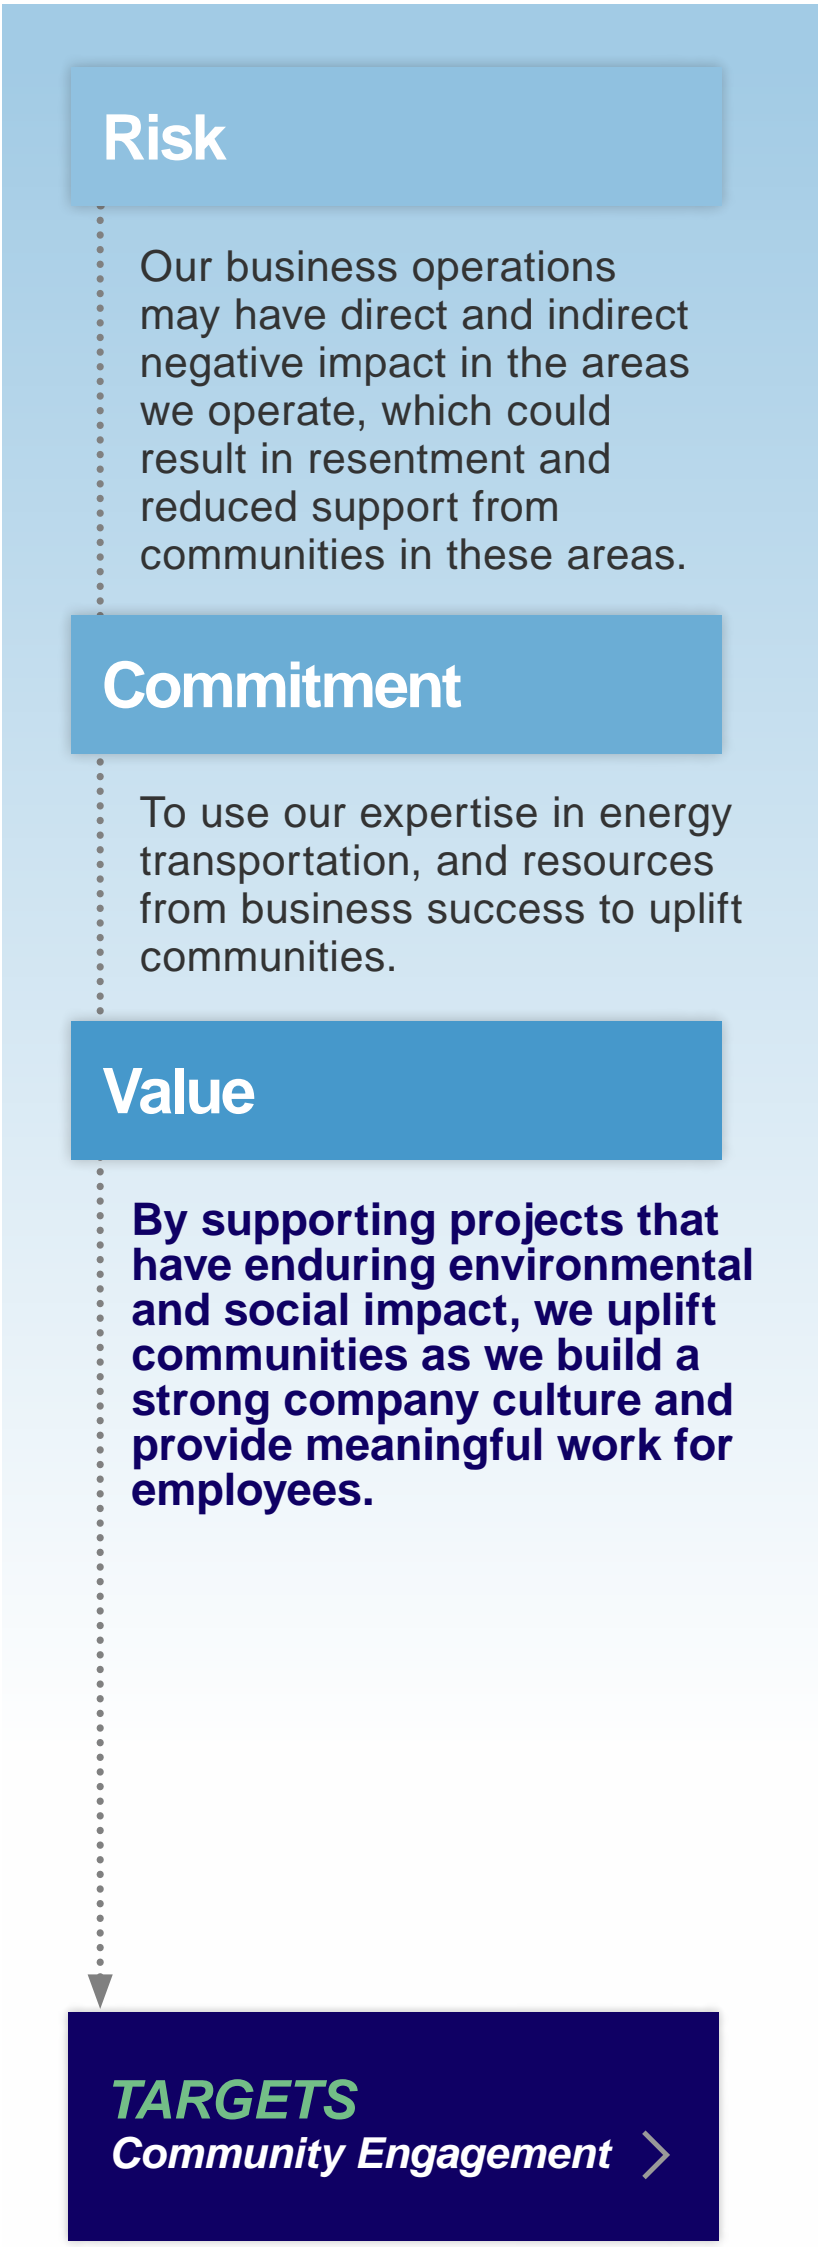 Risk
Our business operations
may have direct and indirect
negative impact in the areas
we operate, which could
result in resentment and
reduced support from
communities in these areas.
Commitment
To use our expertise in energy
transportation, and resources
from business success to uplift
communities.
Value
By supporting projects that
have enduring environmental
and social impact, we uplift
communities as we build a
strong company culture and
provide meaningful work for
employees.
TARGETS
Community Engagement